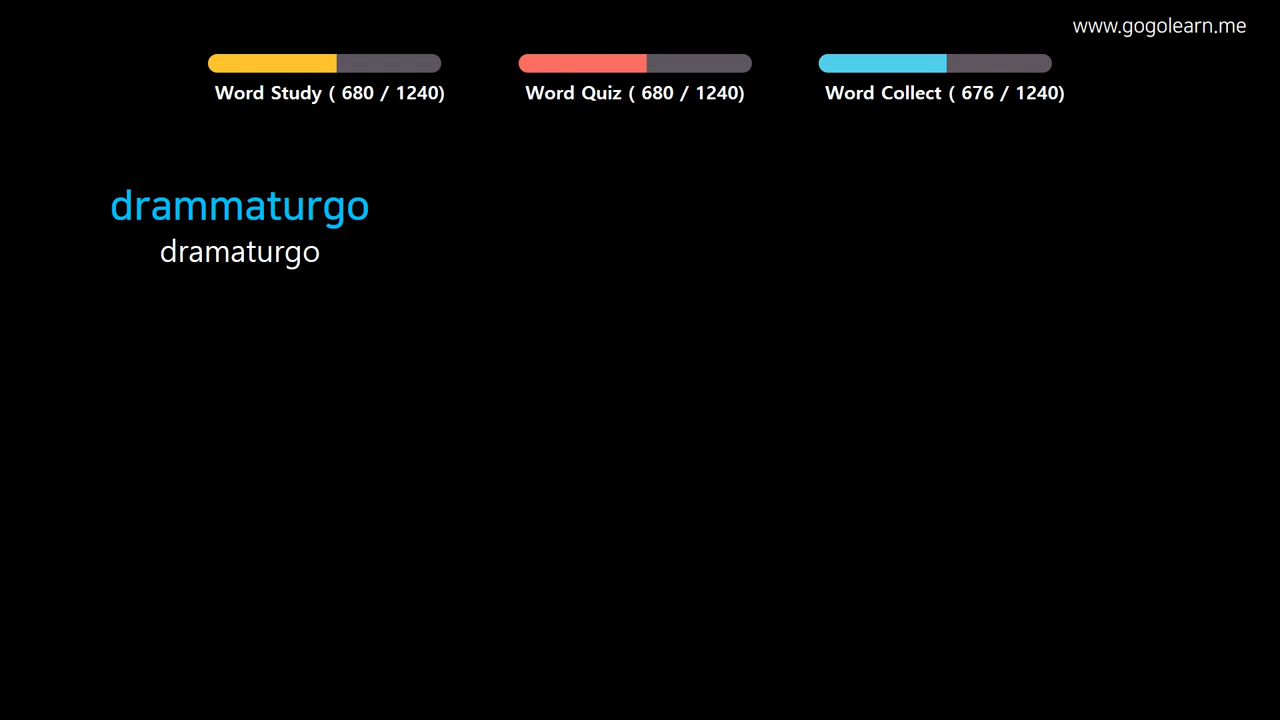 www.gogolearn.me
Word Study ( 680 / 1240)
Word Quiz ( 680 / 1240)
Word Collect ( 676 / 1240)
drammaturgo
dramaturgo